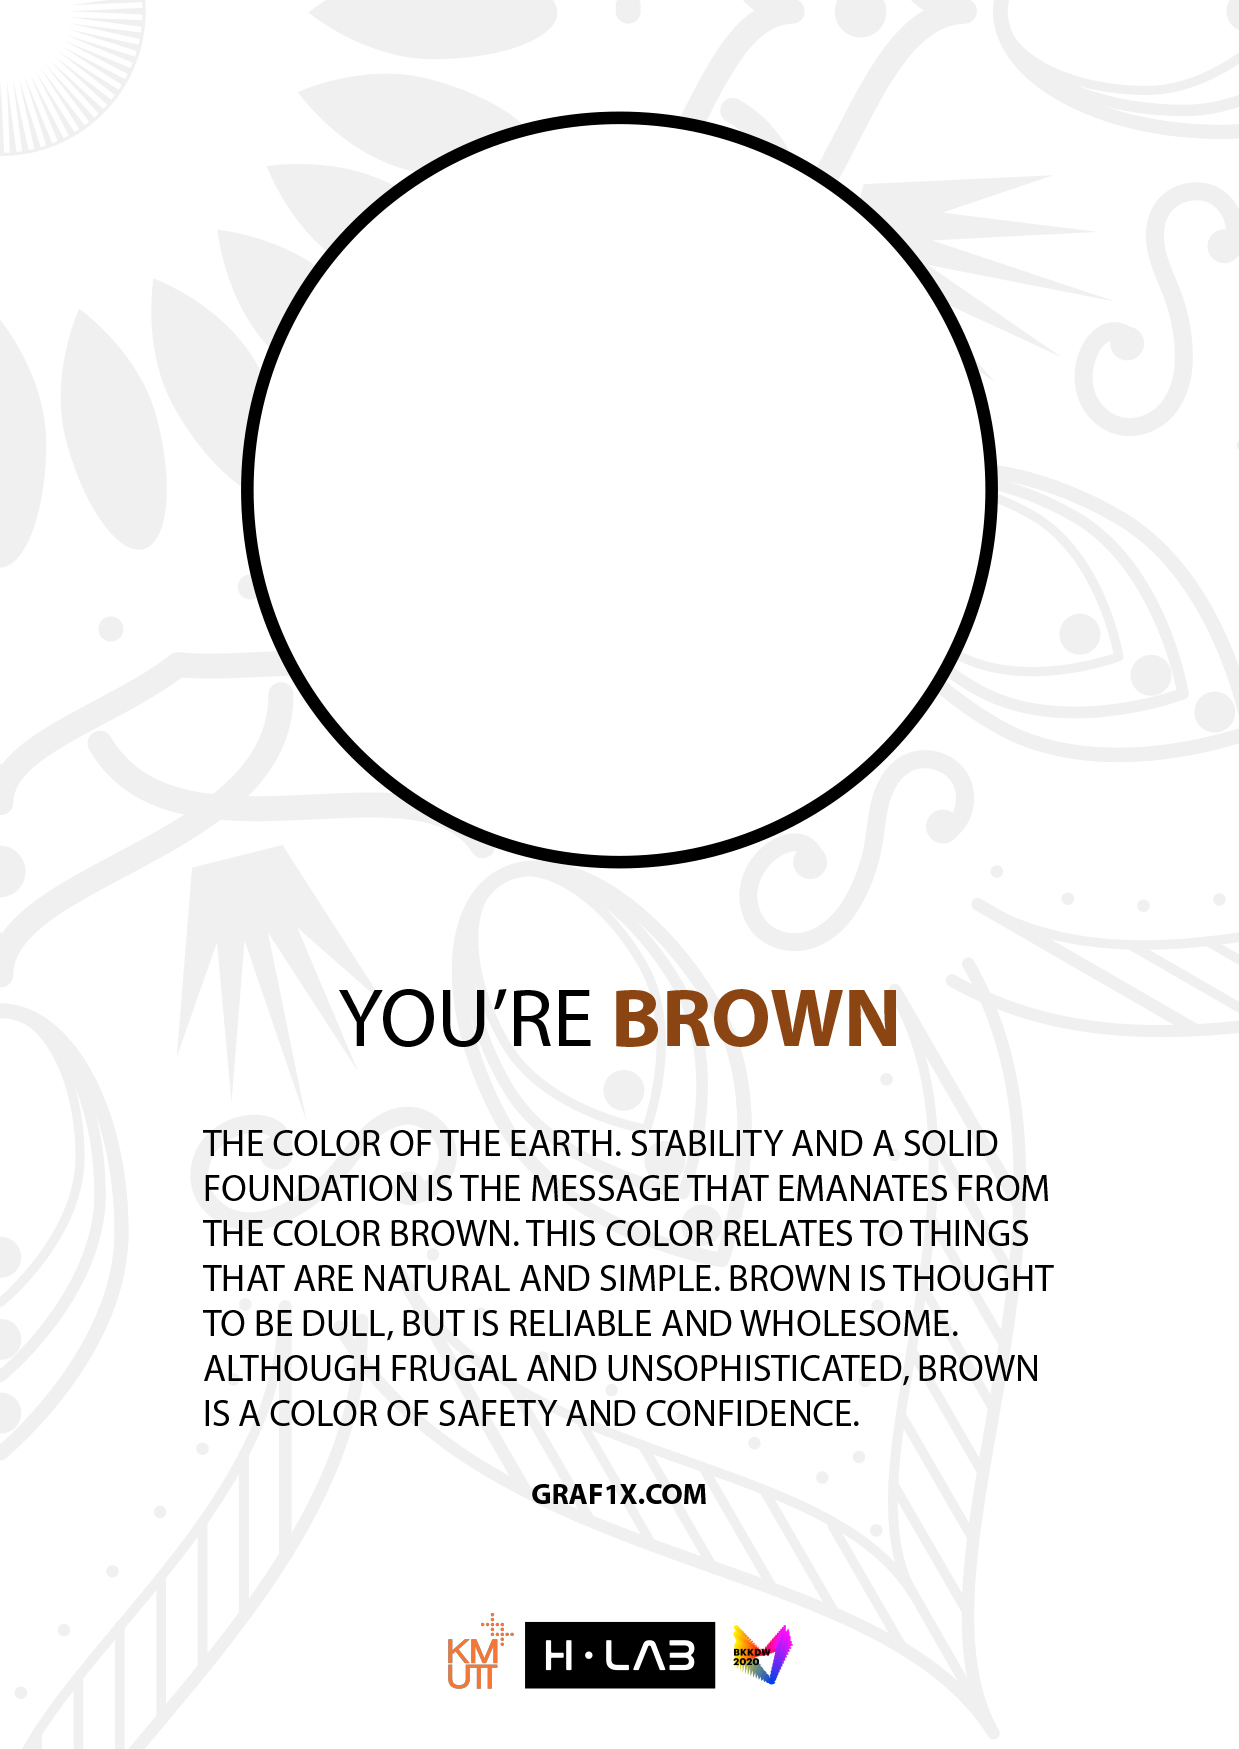 YOU’RE BROWN
THE COLOR OF THE EARTH. STABILITY AND A SOLID
FOUNDATION IS THE MESSAGE THAT EMANATES FROM
THE COLOR BROWN. THIS COLOR RELATES TO THINGS
THAT ARE NATURAL AND SIMPLE. BROWN IS THOUGHT
TO BE DULL, BUT IS RELIABLE AND WHOLESOME.
ALTHOUGH FRUGAL AND UNSOPHISTICATED, BROWN
IS A COLOR OF SAFETY AND CONFIDENCE.
GRAF1X.COM
KM
UTT
H·LAB
BKKDW
2020